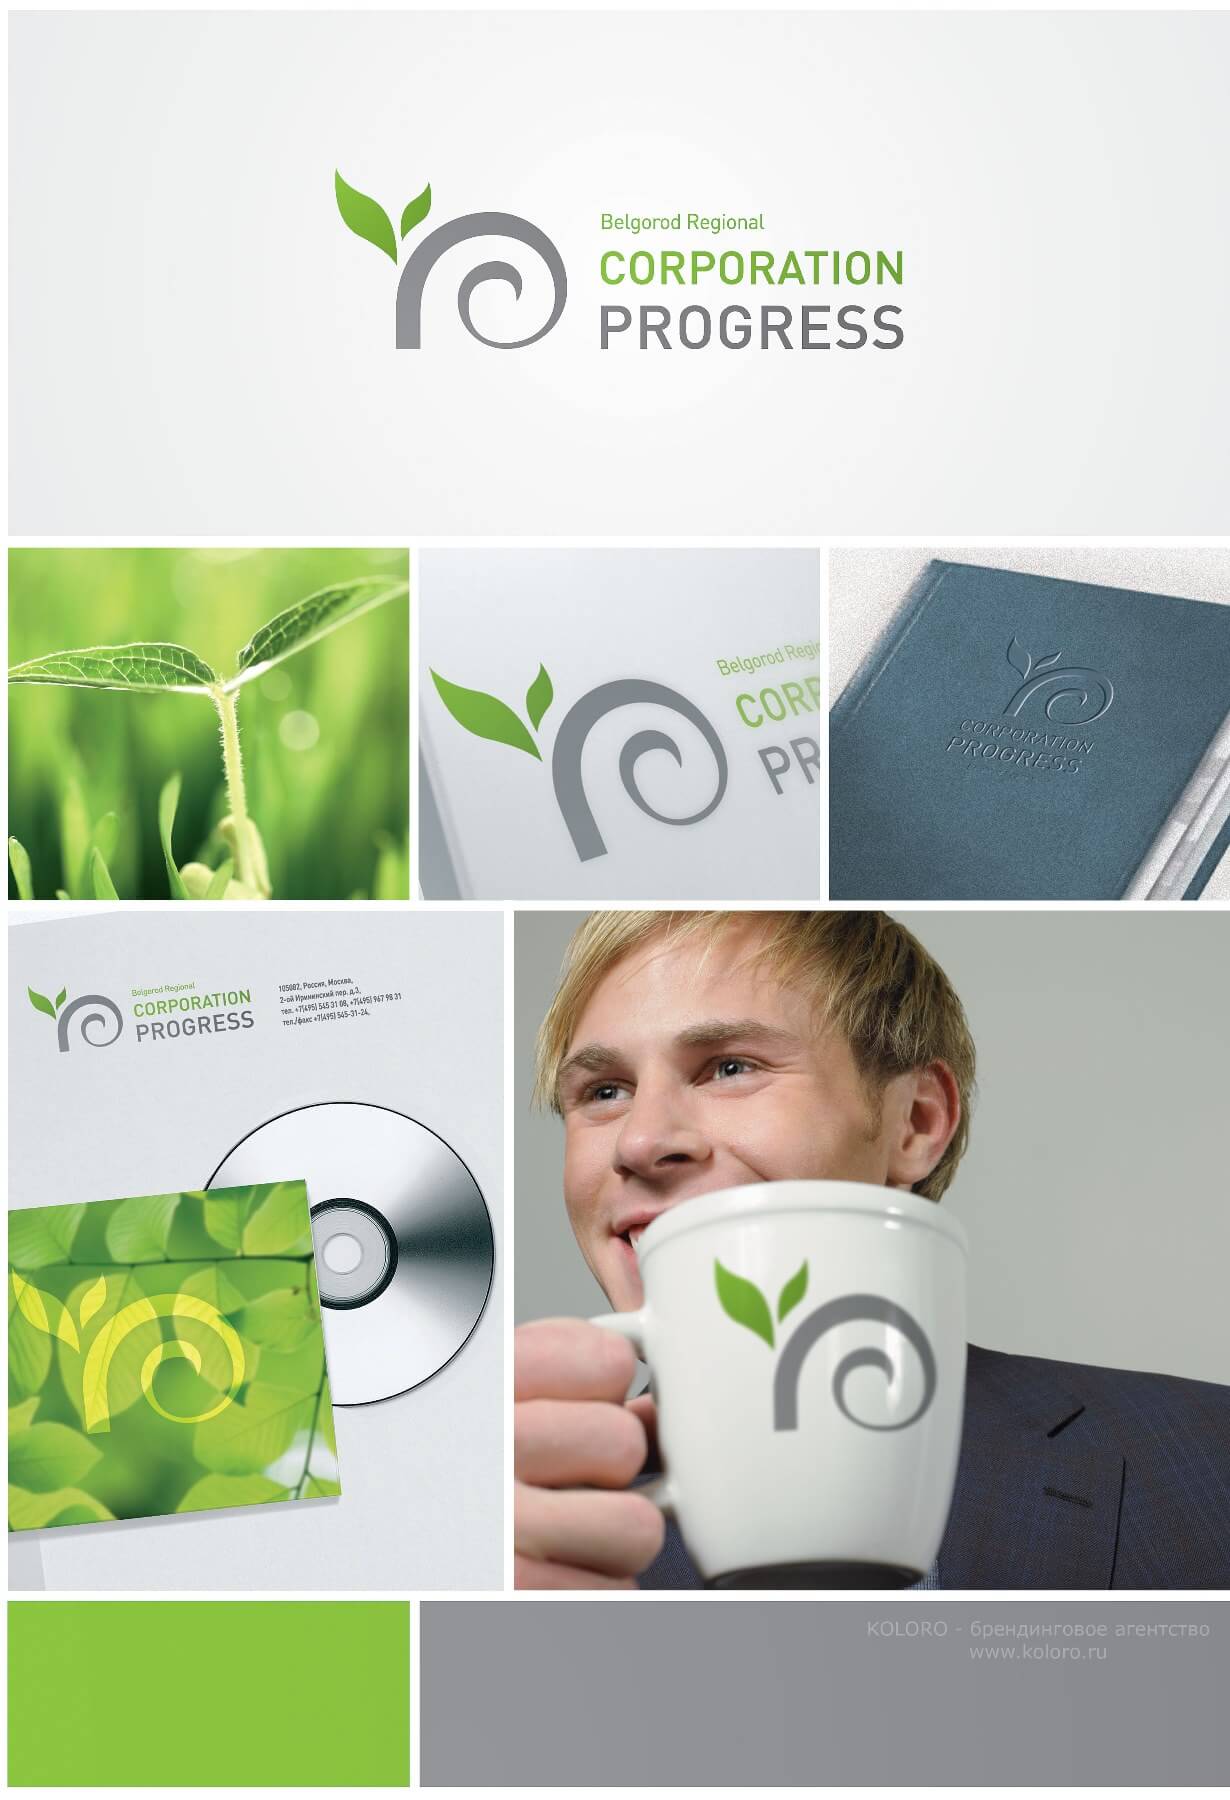 Belgorod Regional
CORPORATION
PROGRESS
Belgorod Regio
CORP
PR
CORPORATION
PROGRESS
Belgorod Regional
CORPORATION
PROGRESS
105082, Россия, Москва,
2-ой Ирининский пер. д.3,
тел. +7(495) 545 31 08, +7(495) 967 98 31
тел./факс +7(495) 545-31-24,
KOLORO - брендинговое агентство
www.koloro.ru